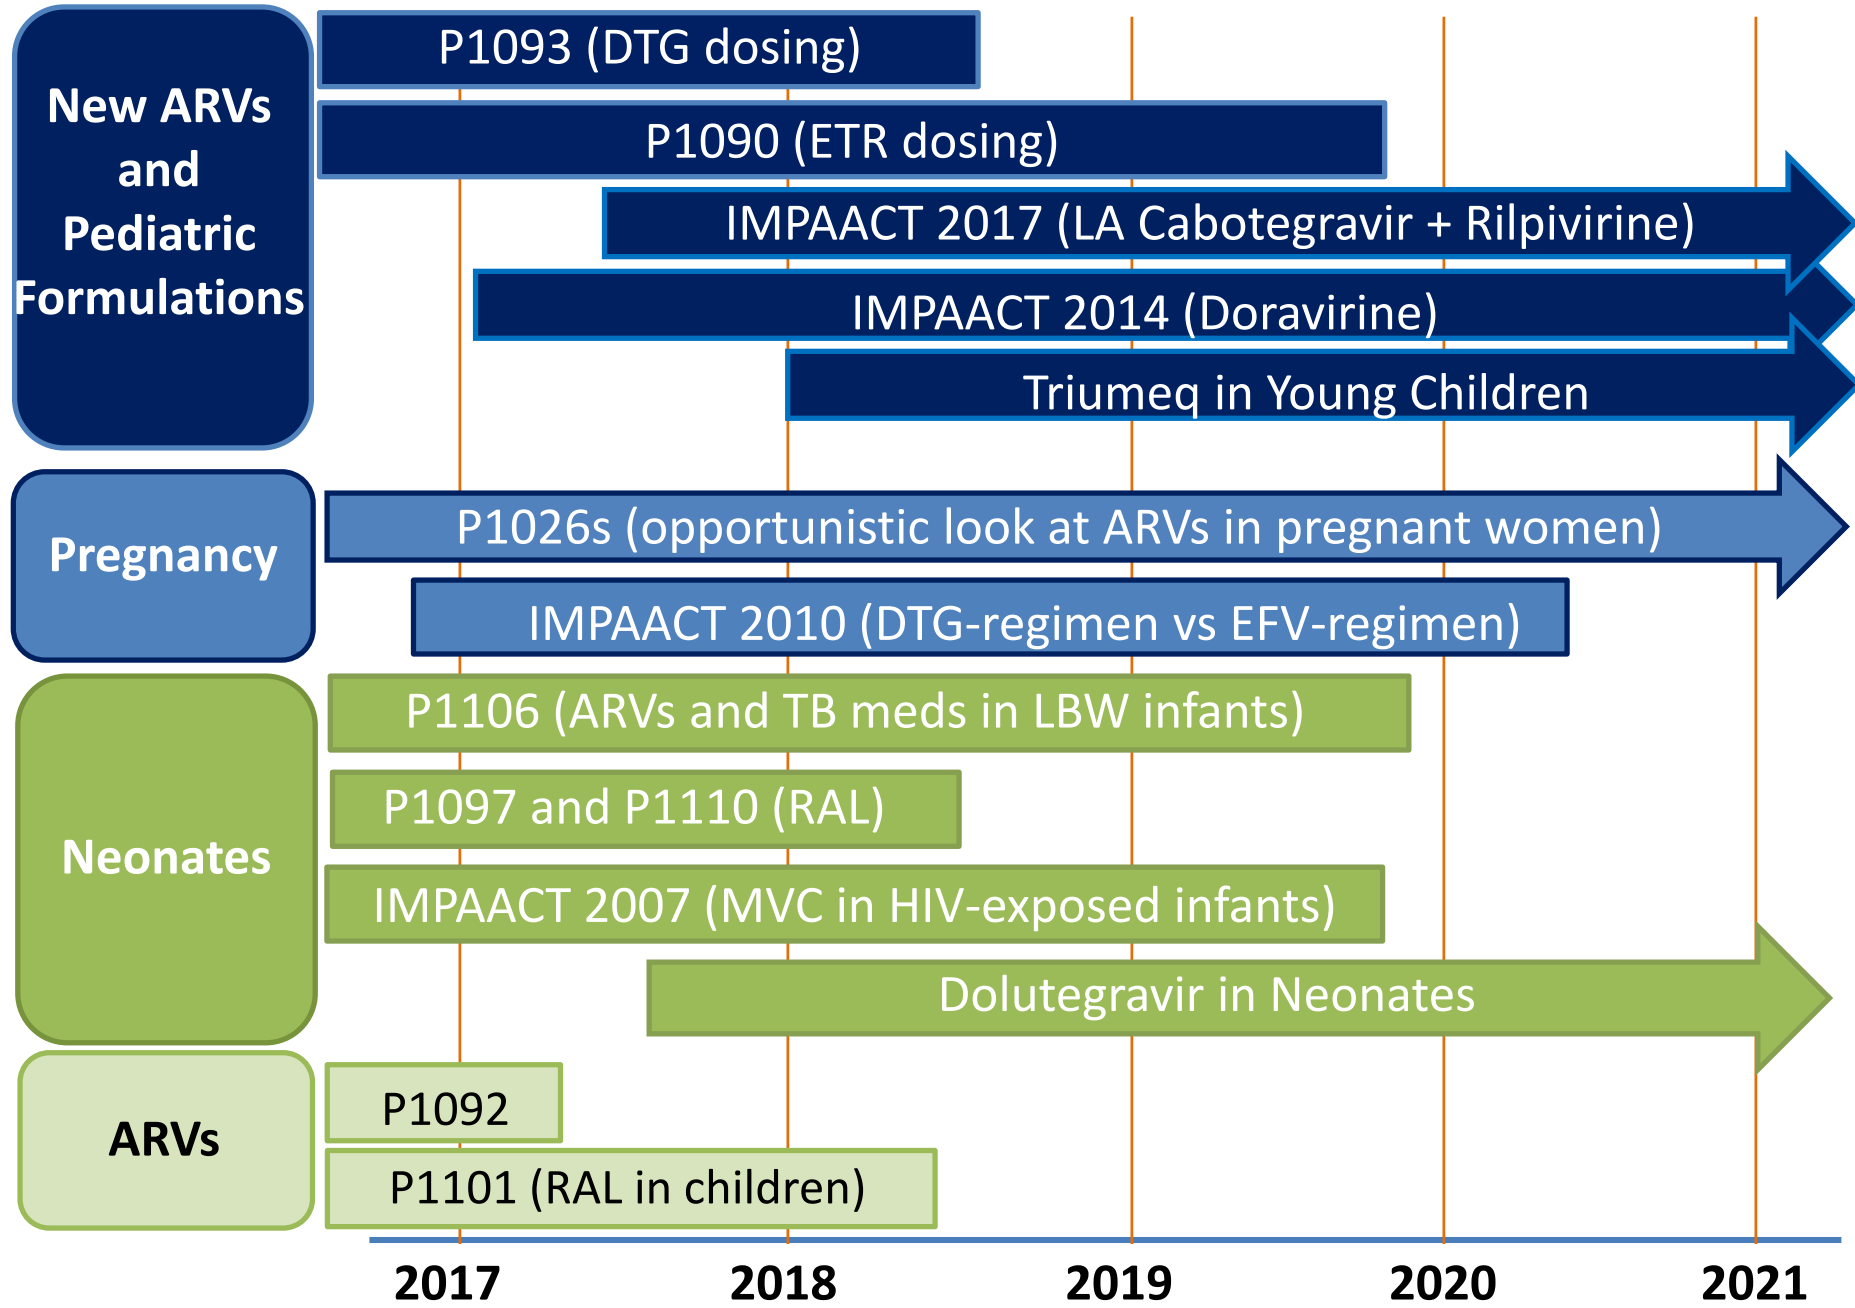 New ARVs
and
Pediatric
Formulations
P1093 (DTG dosing)
P1090 (ETR dosing)
IMPAACT 2017 (LA Cabotegravir + Rilpivirine)
IMPAACT 2014 (Doravirine)
Triumeq in Young Children
Pregnancy
P1026s (opportunistic look at ARVs in pregnant women)
IMPAACT 2010 (DTG-regimen vs EFV-regimen)
Neonates
P1106 (ARVs and TB meds in LBW infants)
P1097 and P1110 (RAL)
IMPAACT 2007 (MVC in HIV-exposed infants)
Dolutegravir in Neonates
ARVs
P1092
P1101 (RAL in children)
2017 2018 2019 2020 2021